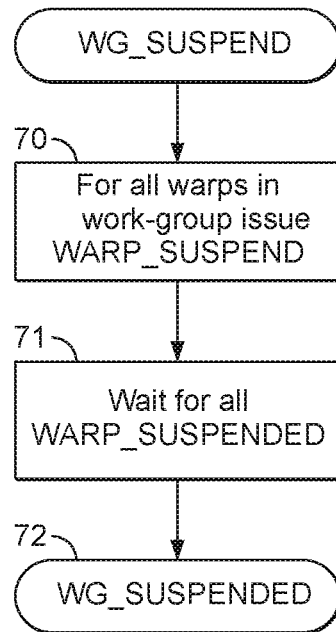 WG_SUSPEND
70
For all warps in
work-group issue
WARP_SUSPEND
71
Wait for all
WARP_SUSPENDED
72
WG_SUSPENDED